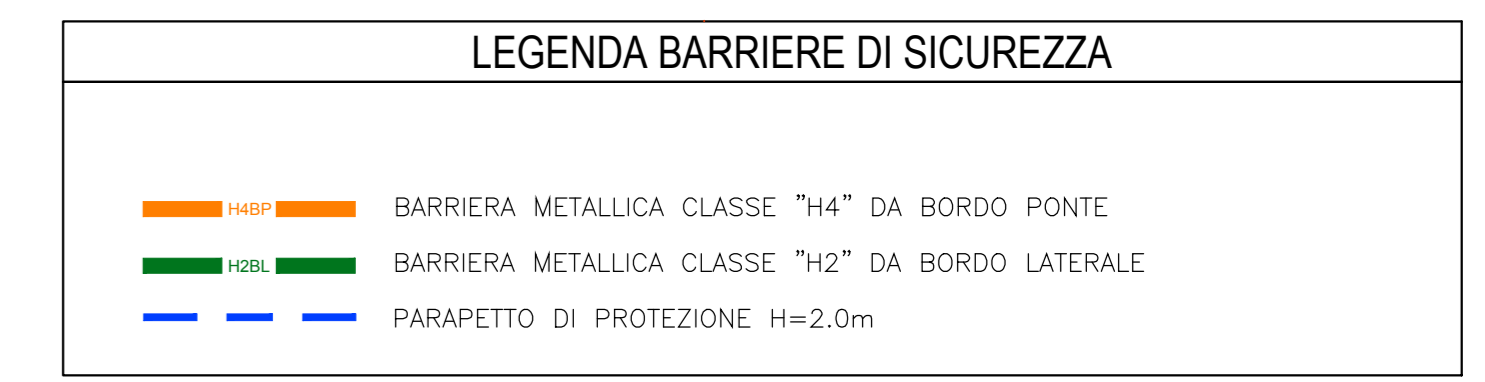 LEGENDA BARRIERE DI SICUREZZA
H4BP BARRIERA METALLICA CLASSE "H4" DA BORDO PONTE
H2BL BARRIERA METALLICA CLASSE "H2" DA BORDO LATERALE
PARAPETTO DI PROTEZIONE H=2.0m